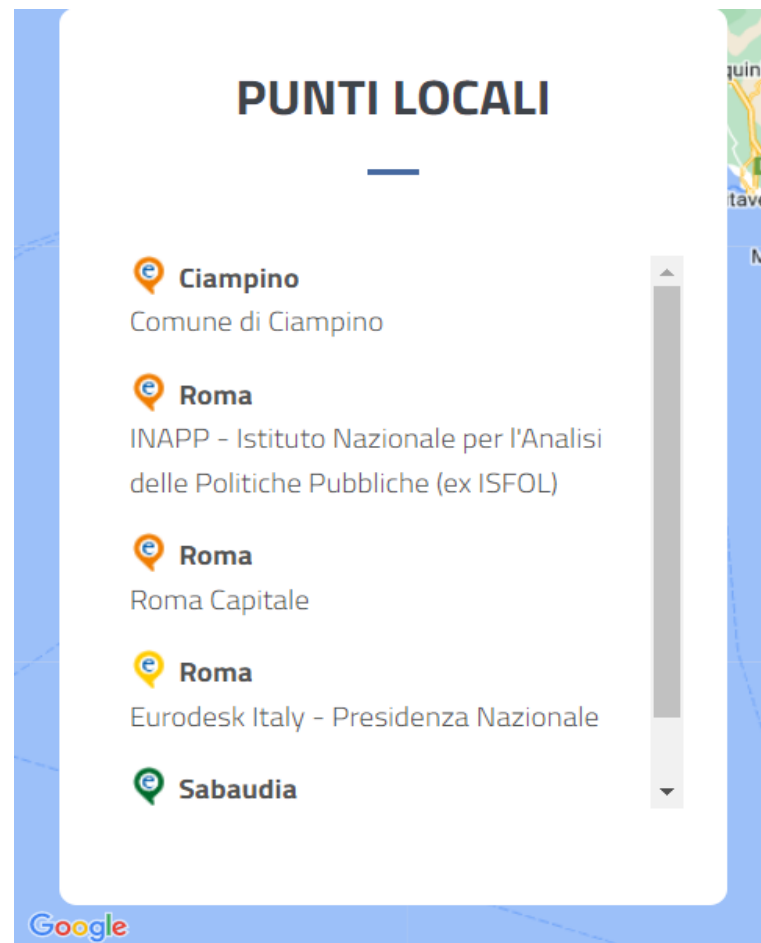 PUNTI LOCALI
Ciampino
Comune di Ciampino
Roma
INAPP - Istituto Nazionale per l'Analisi
delle Politiche Pubbliche (ex ISFOL)
Roma
Roma Capitale
Roma
Eurodesk Italy - Presidenza Nazionale
Sabaudia
Google